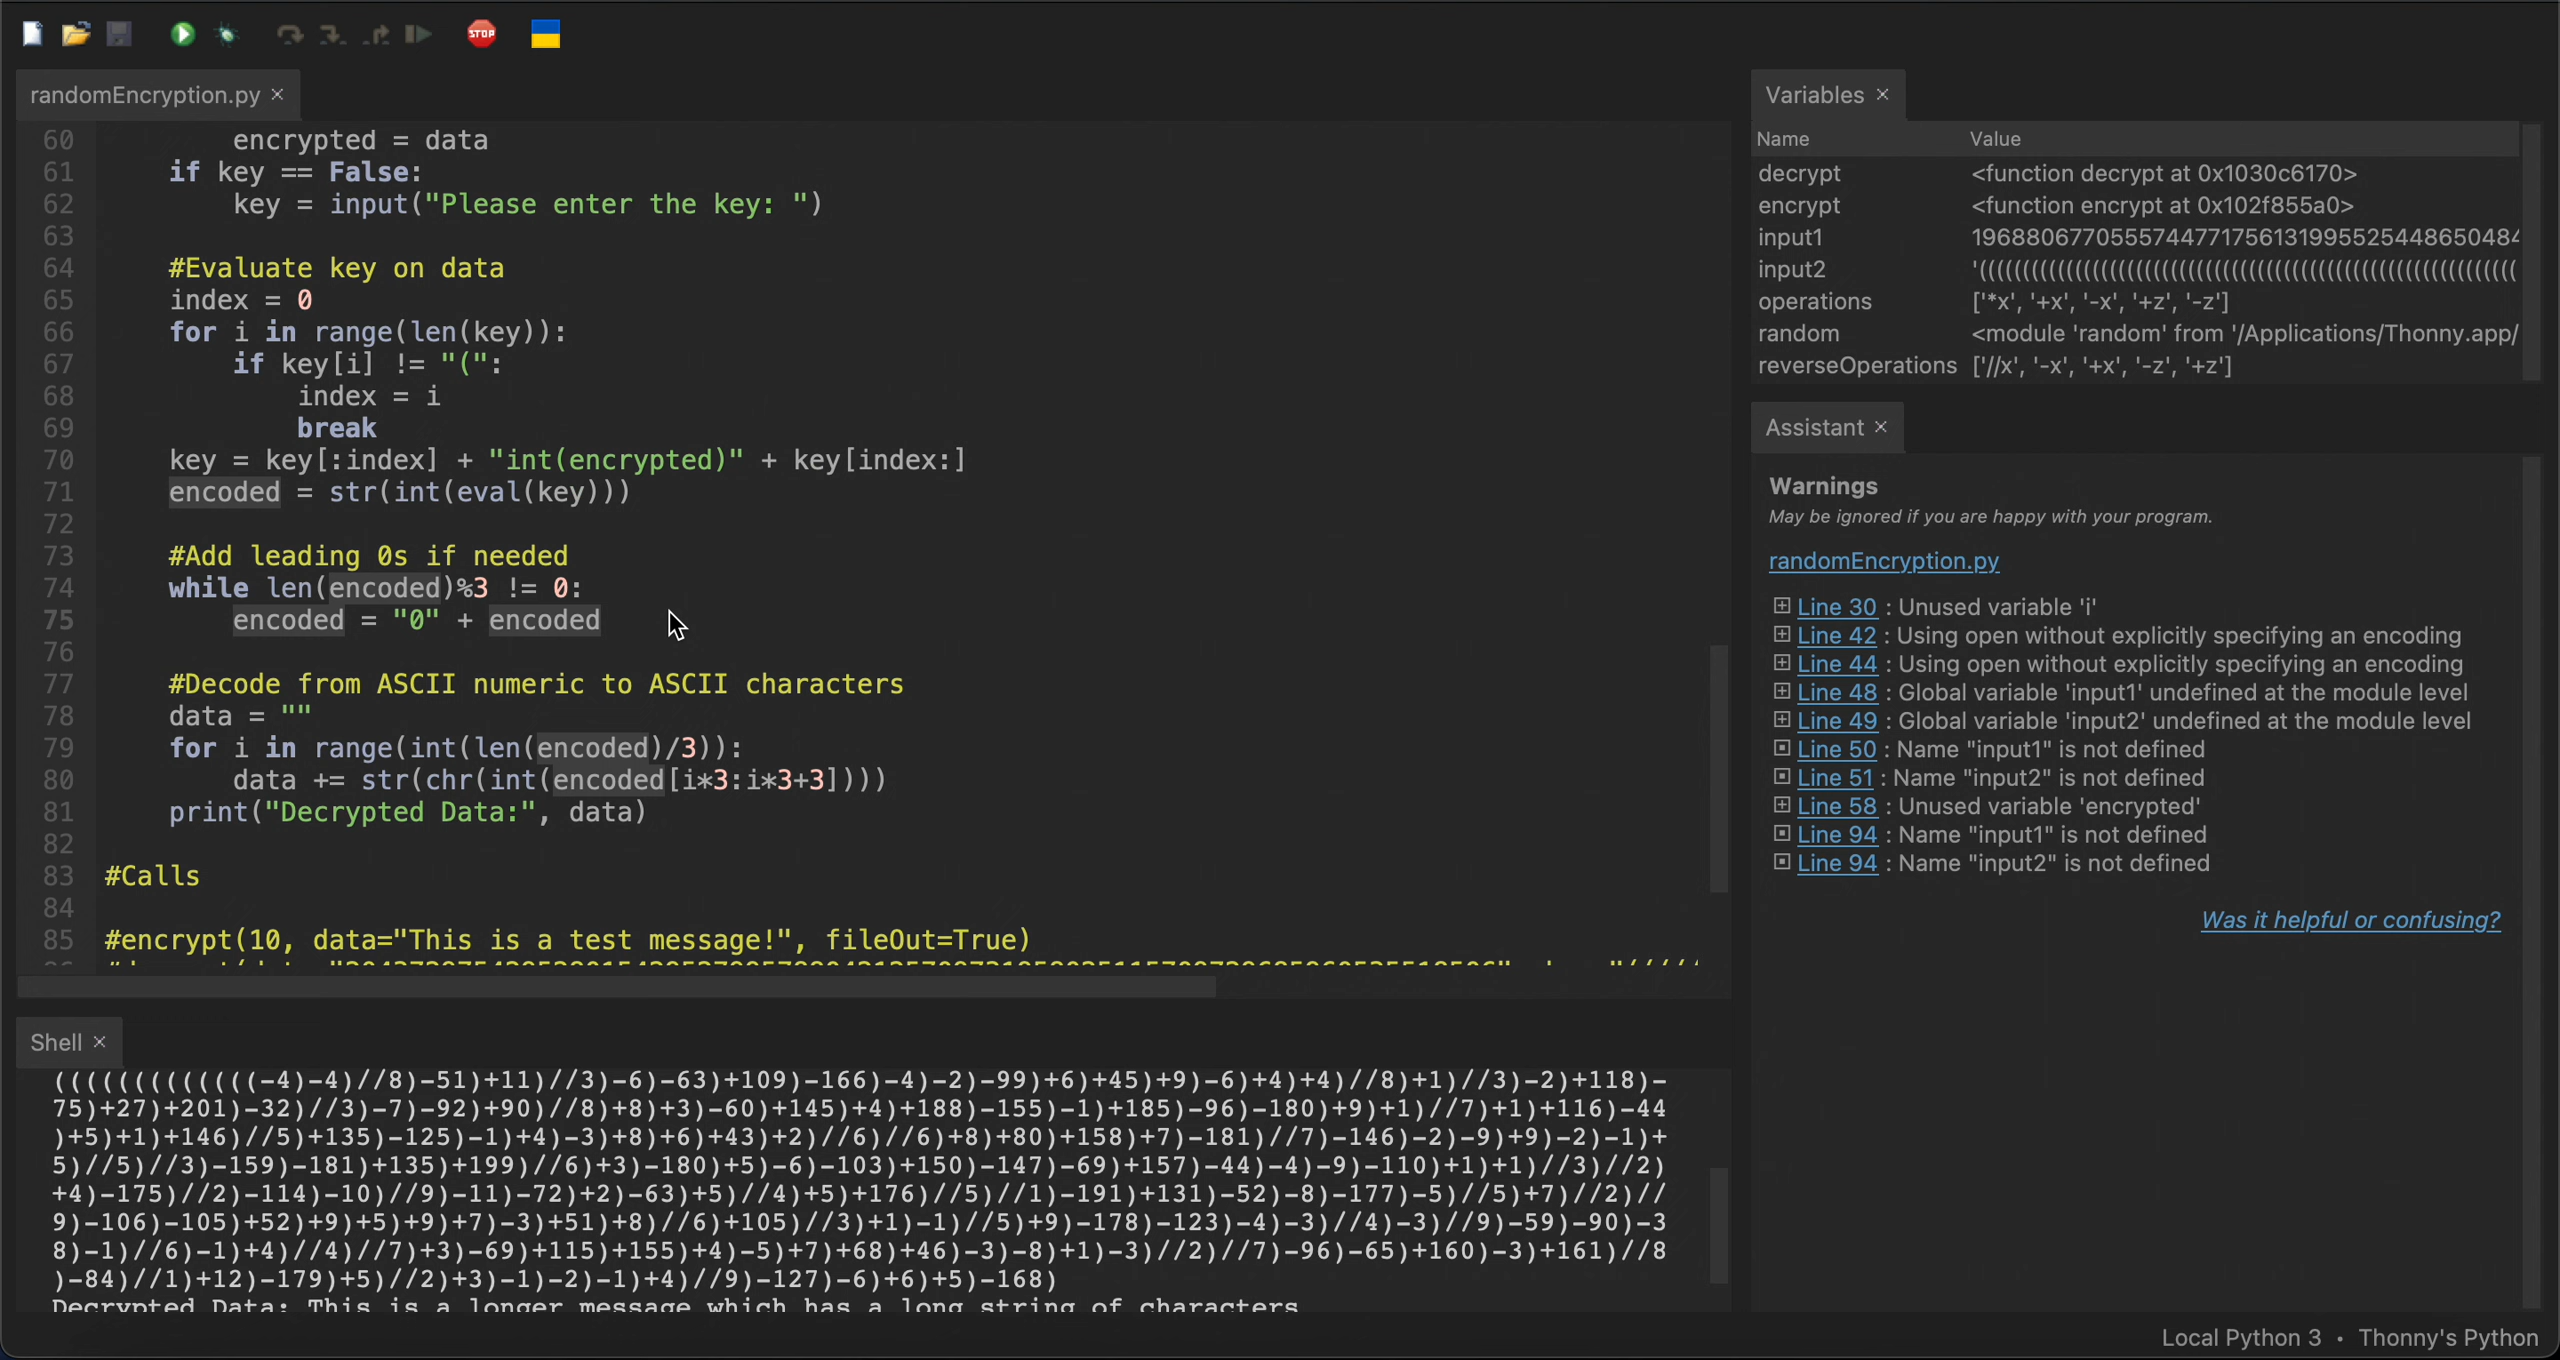 STOP
randomEncryption.py ×
60 encrypted = data
61 if key == False:
62 key = input("Please enter the key: ")
63
64 #Evaluate key on data
65 index = 0
66 for i in range(len(key)):
67 if key[i] != "(":
68 index = i
69 break
70 key = key[:index] + "int(encrypted)" + key[index:]
71 encoded = str(int(eval(key)))
72
73 #Add leading 0s if needed
74 while len(encoded)%3 != 0:
75 encoded = "0" + encoded
76
77 #Decode from ASCII numeric to ASCII characters
78 data = ""
79 for i in range(int(len(encoded)/3)):
80 data += str(chr(int(encoded[i*3:i*3+3])))
81 print("Decrypted Data:", data)
82
83 #Calls
84
85 #encrypt(10, data="This is a test message!", fileOut=True)
Shell ×
(((((((((((((-4)-4)//8)-51)+11)//3)-6)-63)+109)-166)-4)-2)-99)+6)+45)+9)-6)+4)+4)//8)+1)//3)-2)+118)-
75)+27)+201)-32)//3)-7)-92)+90)//8)+8)+3)-60)+145)+4)+188)-155)-1)+185)-96)-180)+9)+1)//7)+1)+116)-44
)+5)+1)+146)//5)+135)-125)-1)+4)-3)+8)+6)+43)+2)//6)//6)+8)+80)+158)+7)-181)//7)-146)-2)-9)+9)-2)-1)+
5)//5)//3)-159)-181)+135)+199)//6)+3)-180)+5)-6)-103)+150)-147)-69)+157)-44)-4)-9)-110)+1)+1)//3)//2)
+4)-175)//2)-114)-10)//9)-11)-72)+2)-63)+5)//4)+5)+176)//5)//1)-191)+131)-52)-8)-177)-5)//5)+7)//2)//
9)-106)-105)+52)+9)+5)+9)+7)-3)+51)+8)//6)+105)//3)+1)-1)//5)+9)-178)-123)-4)-3)//4)-3)//9)-59)-90)-3
8)-1)//6)-1)+4)//4)//7)+3)-69)+115)+155)+4)-5)+7)+68)+46)-3)-8)+1)-3)//2)//7)-96)-65)+160)-3)+161)//8
)-84)//1)+12)-179)+5)//2)+3)-1)-2)-1)+4)//9)-127)-6)+6)+5)-168)
Decrypted Data: This is a longer message which has a long string of characters
Variables ×
Name Value
decrypt <function decrypt at 0x1030c6170>
encrypt <function encrypt at 0x102f855a0>
input1 1968806770555744771756131995525448650484
input2 '((((((((((((((((((((((((((((((((((((((((((((((((((((((((((((((
operations ['*x', '+x', '-x', '+z', '-z']
random <module 'random' from '/Applications/Thonny.app/
reverseOperations ['//x', '-x', '+x', '-z', '+z']
Assistant ×
Warnings
May be ignored if you are happy with your program.
randomEncryption.py
Line 30 : Unused variable 'i'
Line 42 : Using open without explicitly specifying an encoding
Line 44 : Using open without explicitly specifying an encoding
Line 48 : Global variable 'input1' undefined at the module level
Line 49 : Global variable 'input2' undefined at the module level
Line 50 : Name "input1" is not defined
Line 51 : Name "input2" is not defined
Line 58 : Unused variable 'encrypted'
Line 94 : Name "input1" is not defined
Line 94 : Name "input2" is not defined
Was it helpful or confusing?
Local Python 3 • Thonny's Python